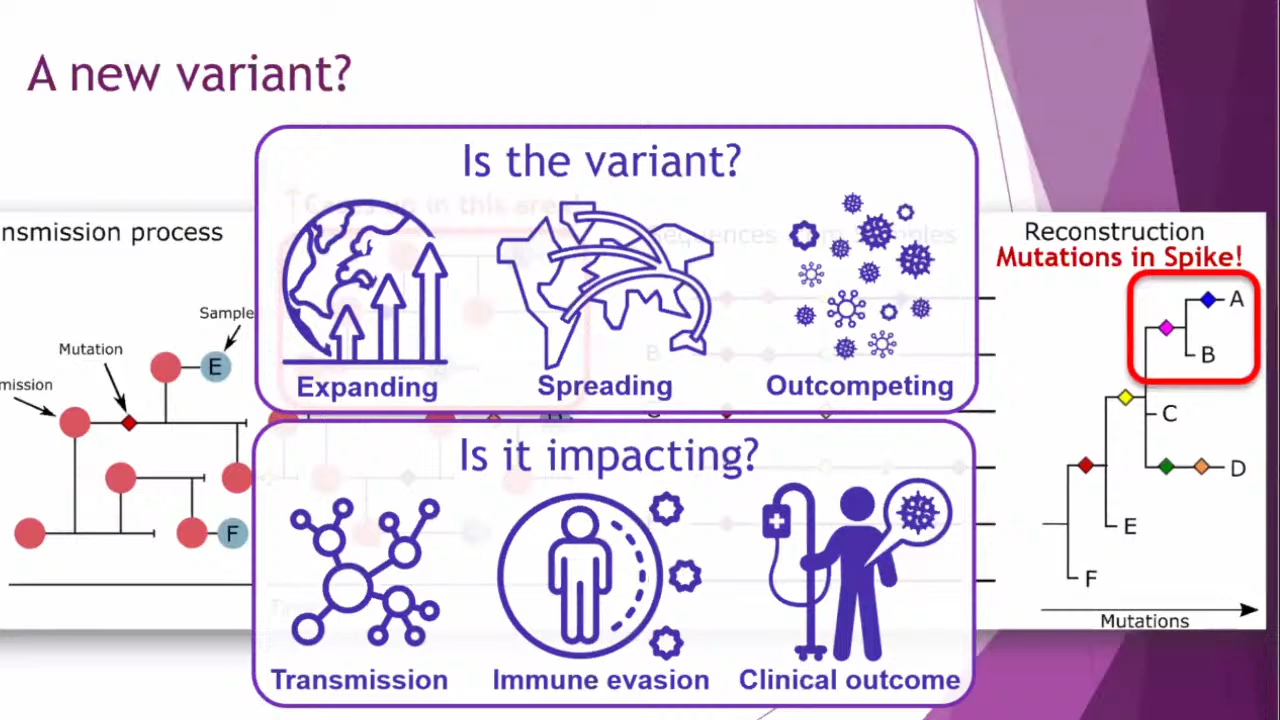 A new variant?
Is the variant?
Expanding
Spreading
Outcompeting
Is it impacting?
Transmission
Immune evasion
Clinical outcome
nsmission process
Sample
Mutation
mission
E
F
Reconstruction
Mutations in Spike!
A
B
C
D
E
F
Mutations